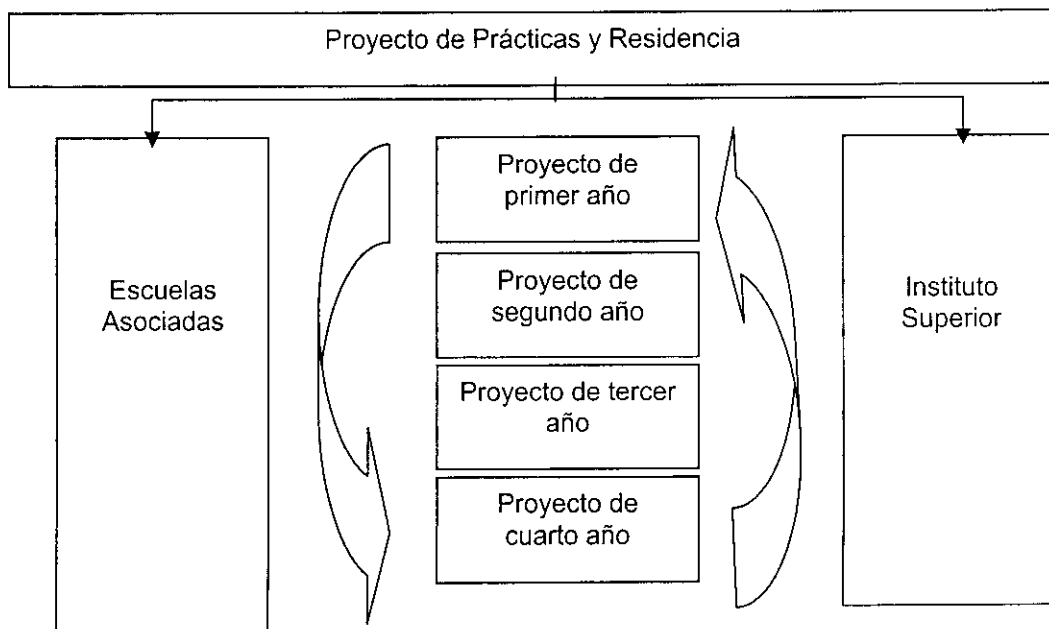 Proyecto de Prácticas y Residencia
Escuelas
Asociadas
Proyecto de
primer año
Proyecto de
segundo año
Proyecto de tercer
año
Proyecto de
cuarto año
Instituto
Superior